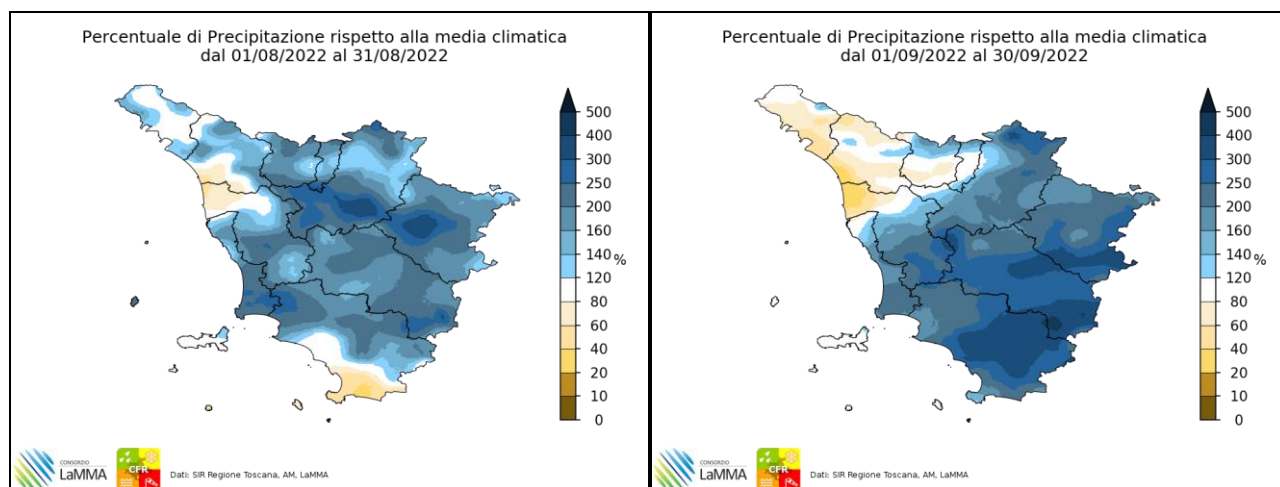 Percentuale di Precipitazione rispetto alla media climatica
dal 01/08/2022 al 31/08/2022
500
400
300
250
200
160
140
120
80
60
40
20
10
0
%
CONSORZIO
LaMMA
CFR
Dati: SIR Regione Toscana, AM, LaMMA
Percentuale di Precipitazione rispetto alla media climatica
dal 01/09/2022 al 30/09/2022
500
400
300
250
200
160
140
120
80
60
40
20
10
0
%
CONSORZIO
LaMMA
CFR
Dati: SIR Regione Toscana, AM, LaMMA